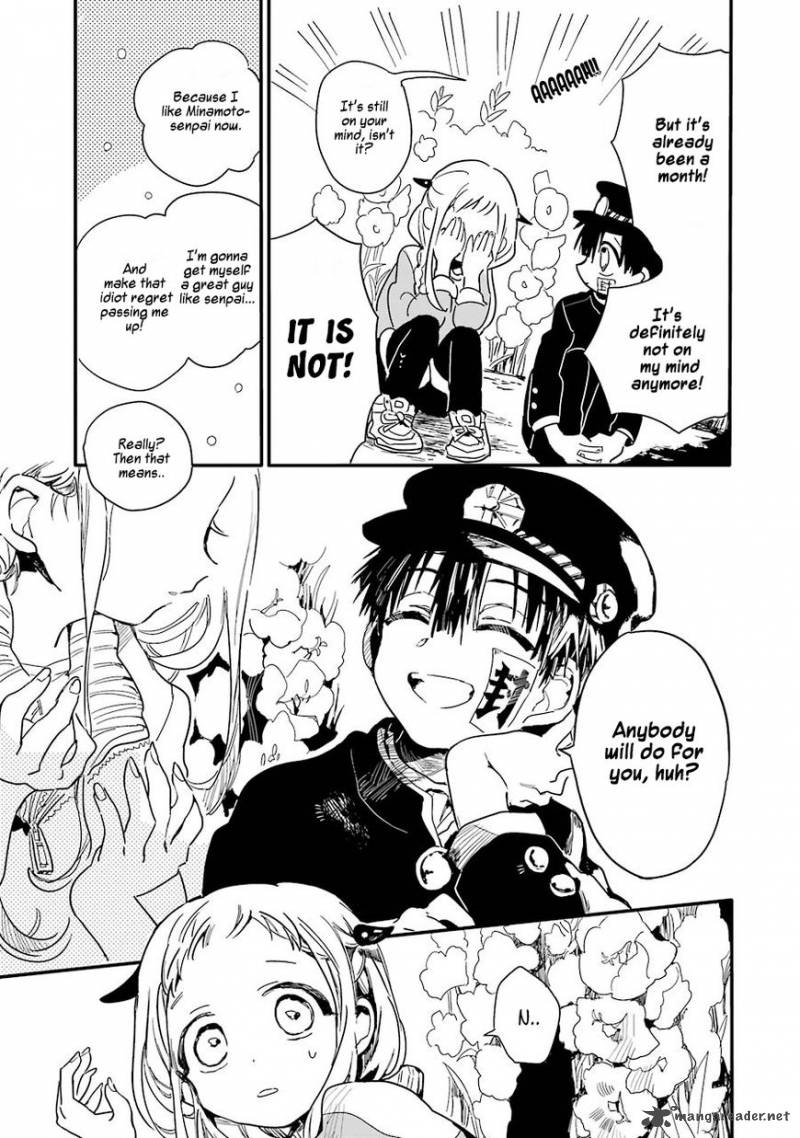 But it's
already
been a
month!
It's
definitely
not on
my mind
anymore!
AAAAAAH!!
It's still
on your
mind, isn't
it?
IT IS
NOT!
Because I
like Minamoto-
senpai now.
I'm gonna
get myself
a great guy
like senpai...
And
make that
idiot regret
passing me
up!
Really?
Then that
means..
封
Anybody
will do for
you, huh?
N..
mangareader.net